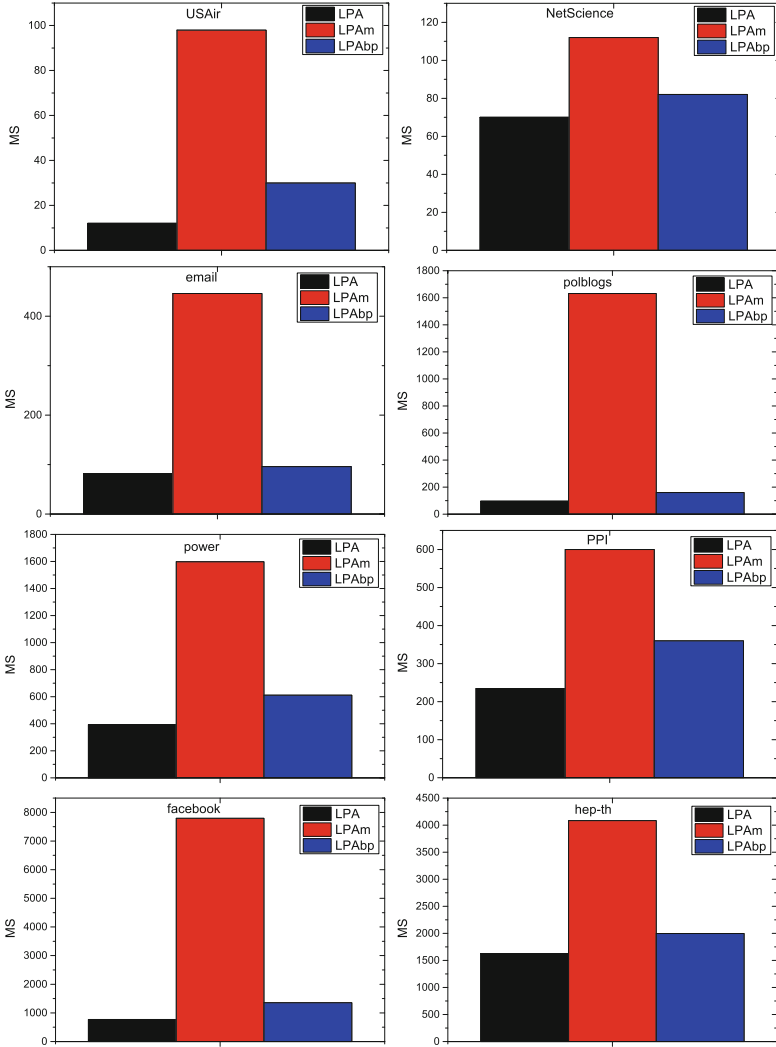 USAir
LPA
LPAm
LPAbp
MS
100
80
60
40
20
0
NetScience
LPA
LPAm
LPAbp
MS
120
100
80
60
40
20
0
email
LPA
LPAm
LPAbp
MS
400
200
0
polblogs
LPA
LPAm
LPAbp
MS
1800
1600
1400
1200
1000
800
600
400
200
0
power
LPA
LPAm
LPAbp
MS
1800
1600
1400
1200
1000
800
600
400
200
0
PPI
LPA
LPAm
LPAbp
MS
600
500
400
300
200
100
0
facebook
LPA
LPAm
LPAbp
MS
8000
7000
6000
5000
4000
3000
2000
1000
0
hep-th
LPA
LPAm
LPAbp
MS
4500
4000
3500
3000
2500
2000
1500
1000
500
0